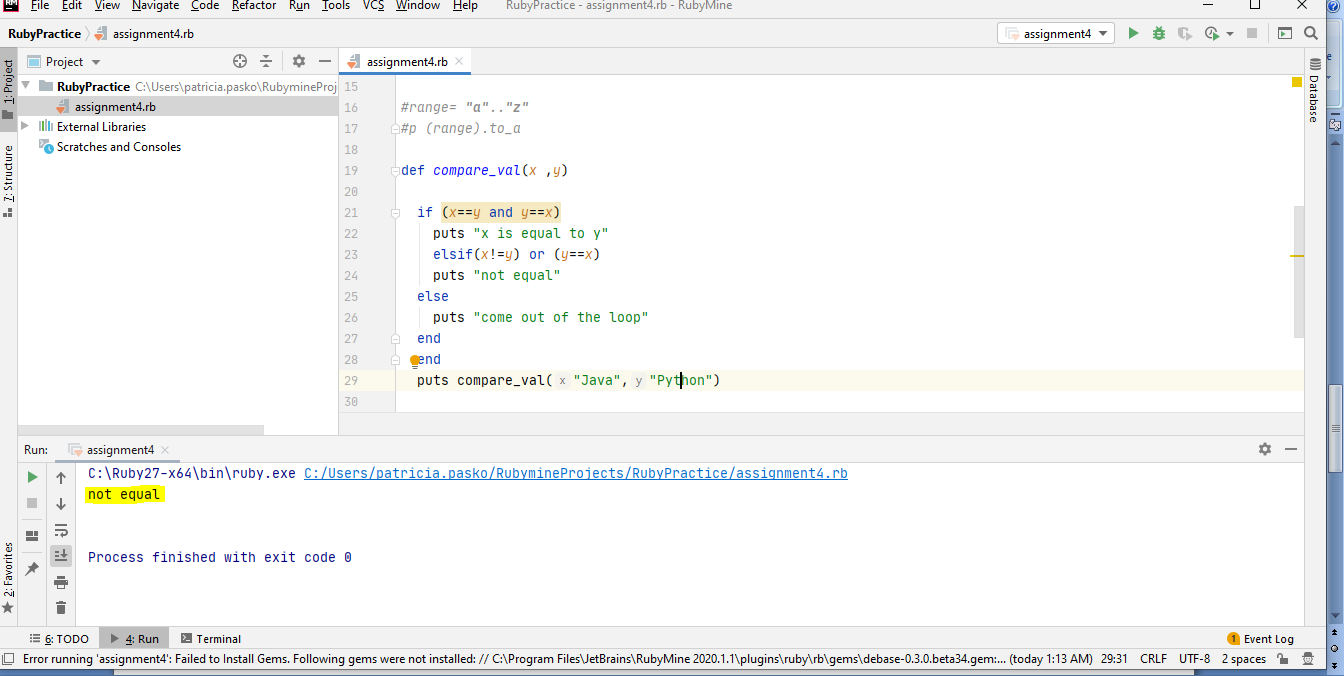 File Edit View Navigate Code Refactor Run Tools VCS Window Help RubyPractice - assignment4.rb - RubyMine
RubyPractice assignment4.rb assignment4
1: Project
Project
assignment4.rb
RubyPractice C:\Users\patricia.pasko\RubymineProj
assignment4.rb
External Libraries
Scratches and Consoles
7: Structure
Database
15
16 #range= "a".."z"
17 #p (range).to_a
18
19 def compare_val(x ,y)
20
21 if (x==y and y==x)
22 puts "x is equal to y"
23 elsif(x!=y) or (y==x)
24 puts "not equal"
25 else
26 puts "come out of the loop"
27 end
28 end
29 puts compare_val( x "Java", y "Python")
30
Run: assignment4
C:\Ruby27-x64\bin\ruby.exe C:/Users/patricia.pasko/RubymineProjects/RubyPractice/assignment4.rb
not equal
Process finished with exit code 0
2: Favorites
6: TODO 4: Run Terminal 1 Event Log
Error running 'assignment4': Failed to Install Gems. Following gems were not installed: // C:\Program Files\JetBrains\RubyMine 2020.1.1\plugins\ruby\rb\gems\debase-0.3.0.beta34.gem:... (today 1:13 AM) 29:31 CRLF UTF-8 2 spaces